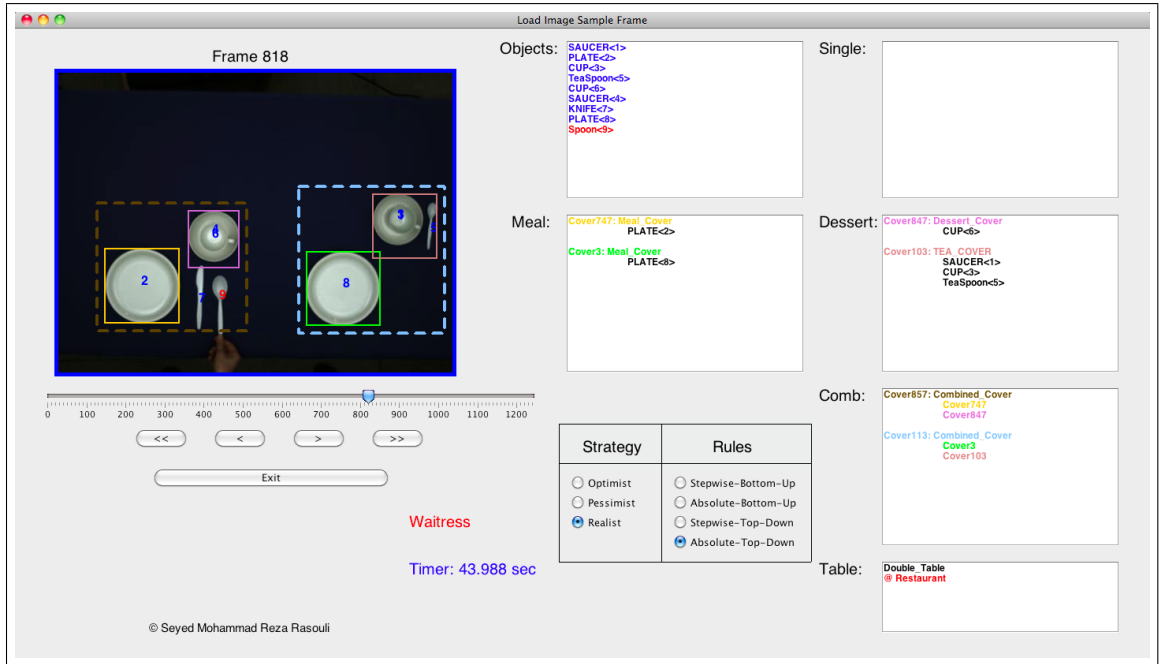 Load Image Sample Frame
Frame 818
2
4
6
3
5
7
9
8
0 100 200 300 400 500 600 700 800 900 1000 1100 1200
<< < > >>
Exit
Waitress
Timer: 43.988 sec
© Seyed Mohammad Reza Rasouli
Objects:
SAUCER<1>
PLATE<2>
CUP<3>
TeaSpoon<5>
CUP<6>
SAUCER<4>
KNIFE<7>
PLATE<8>
Spoon<9>
Single:
Meal:
Cover747: Meal_Cover
PLATE<2>
Cover3: Meal_Cover
PLATE<8>
Dessert:
Cover847: Dessert_Cover
CUP<6>
Cover103: TEA_COVER
SAUCER<1>
CUP<3>
TeaSpoon<5>
Strategy
Optimist
Pessimist
Realist
Rules
Stepwise-Bottom-Up
Absolute-Bottom-Up
Stepwise-Top-Down
Absolute-Top-Down
Comb:
Cover857: Combined_Cover
Cover747
Cover847
Cover113: Combined_Cover
Cover3
Cover103
Table:
Double_Table
@ Restaurant